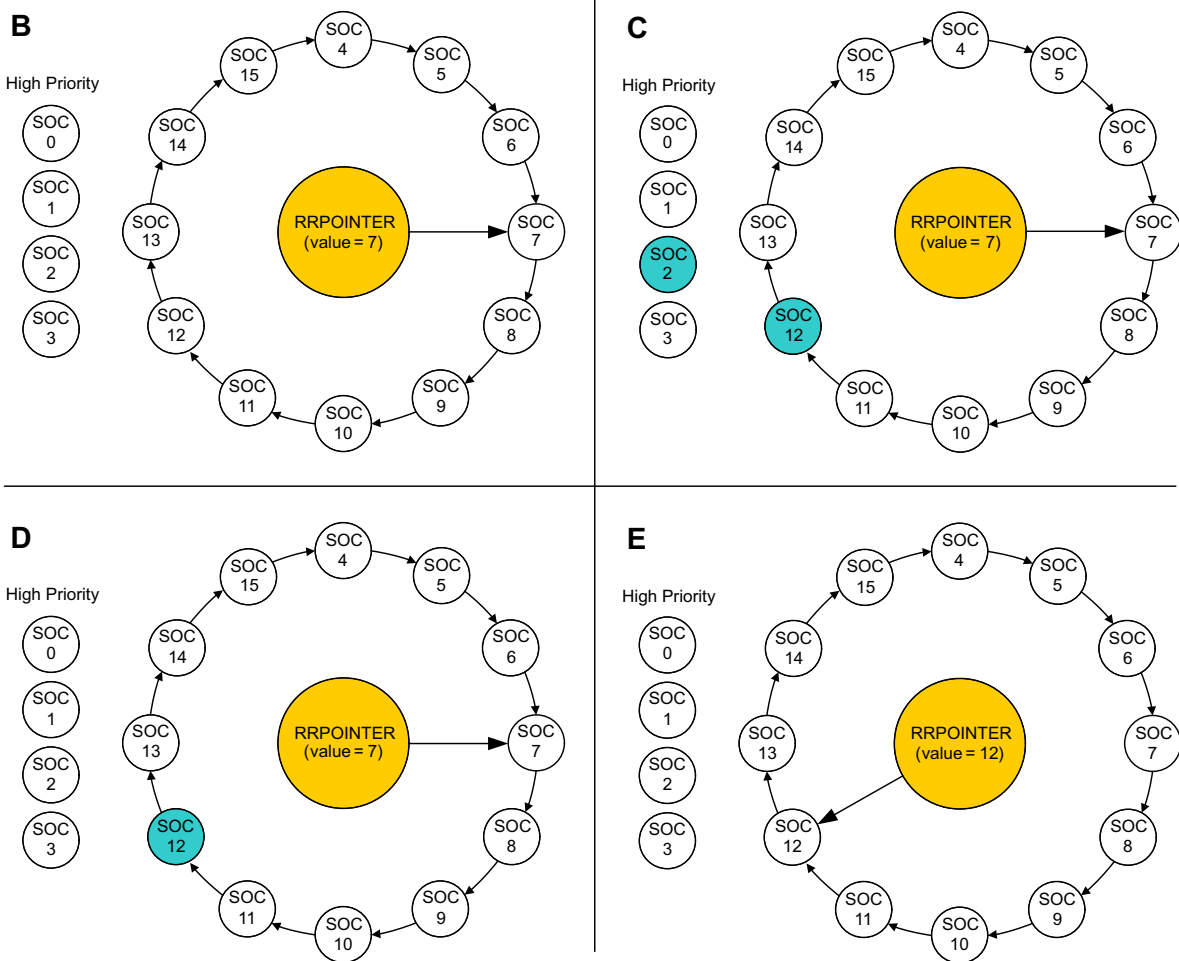 B
High Priority
SOC
0
SOC
1
SOC
2
SOC
3
SOC
4
SOC
5
SOC
6
SOC
7
SOC
8
SOC
9
SOC
10
SOC
11
SOC
12
SOC
13
SOC
14
SOC
15
RRPOINTER
(value = 7)
C
High Priority
SOC
0
SOC
1
SOC
2
SOC
3
SOC
4
SOC
5
SOC
6
SOC
7
SOC
8
SOC
9
SOC
10
SOC
11
SOC
12
SOC
13
SOC
14
SOC
15
RRPOINTER
(value = 7)
D
High Priority
SOC
0
SOC
1
SOC
2
SOC
3
SOC
4
SOC
5
SOC
6
SOC
7
SOC
8
SOC
9
SOC
10
SOC
11
SOC
12
SOC
13
SOC
14
SOC
15
RRPOINTER
(value = 7)
E
High Priority
SOC
0
SOC
1
SOC
2
SOC
3
SOC
4
SOC
5
SOC
6
SOC
7
SOC
8
SOC
9
SOC
10
SOC
11
SOC
12
SOC
13
SOC
14
SOC
15
RRPOINTER
(value = 12)